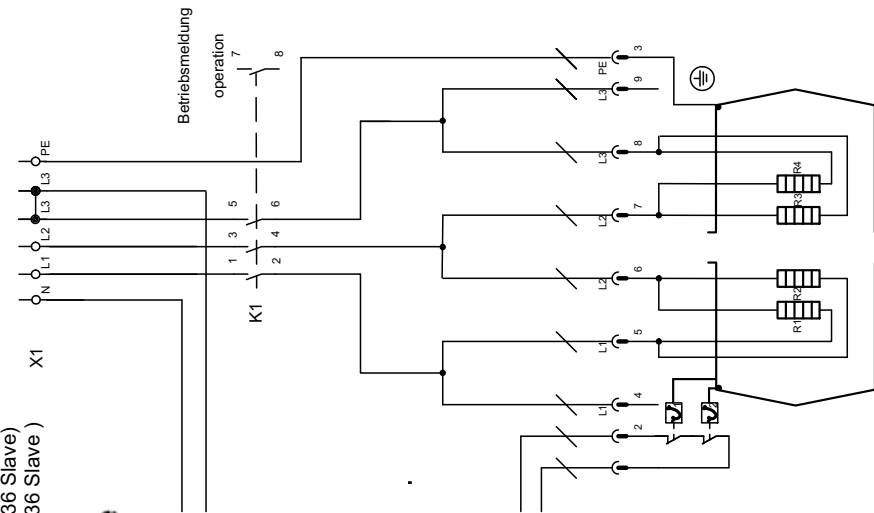 36 Slave)
36 Slave )
X1
N
L1
L2
L3
L3
PE
Betriebsmeldung
operation
7
8
5
6
3
4
1
2
K1
PE
3
L3
9
L3
8
L2
7
L2
6
L1
5
L1
4
2
R4
R3
R2
R1